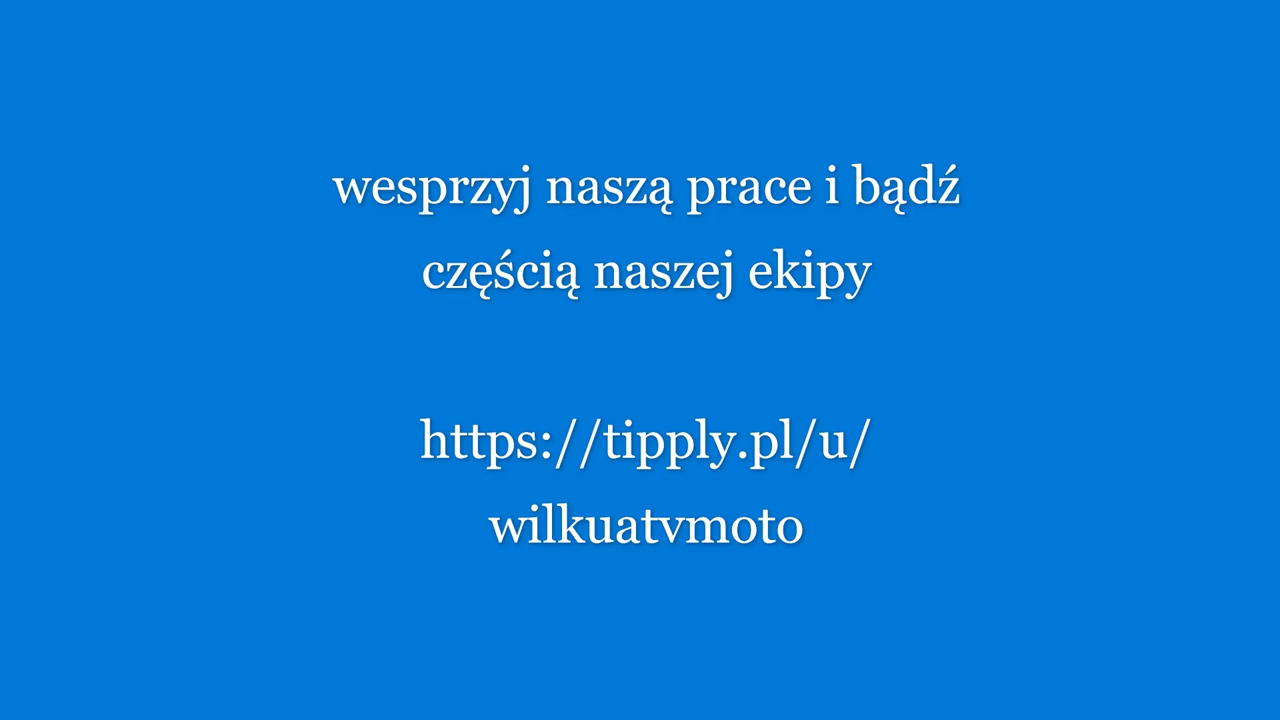 wesprzyj naszą prace i bądź
częścią naszej ekipy
https://tipply.pl/u/
wilkuatvmoto